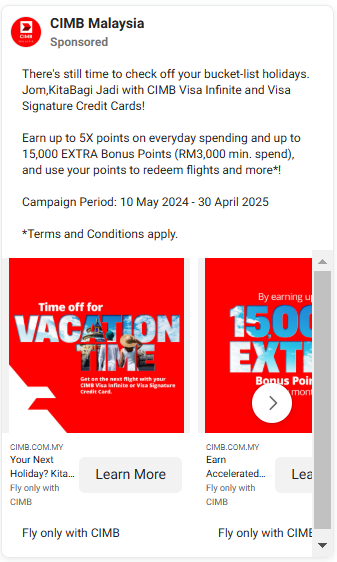 CIMB Malaysia
Sponsored
There's still time to check off your bucket-list holidays.
Jom,KitaBagi Jadi with CIMB Visa Infinite and Visa
Signature Credit Cards!
Earn up to 5X points on everyday spending and up to
15,000 EXTRA Bonus Points (RM3,000 min. spend),
and use your points to redeem flights and more*!
Campaign Period: 10 May 2024 - 30 April 2025
*Terms and Conditions apply.
Time off for
VACATION
TIME
Get on the next flight with your
CIMB Visa Infinite or Visa Signature
Credit Card.
CIMB.COM.MY
Your Next
Holiday? Kita...
Fly only with
CIMB
Learn More
Fly only with CIMB
By earning up
15,00
EXT
Bonus Poin
mont
CIMB.COM.MY
Earn
Accelerated...
Fly only with
CIMB
Lea
Fly only with CIMB